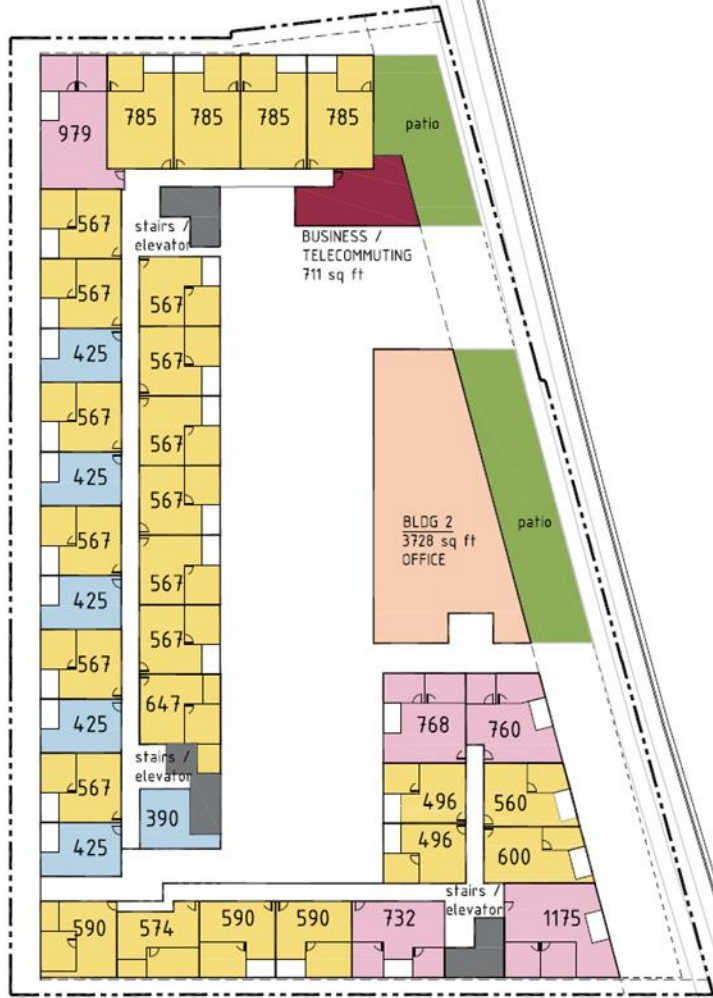 785
785
785
785
979
patio
567
stairs /
elevator
BUSINESS /
TELECOMMUTING
711 sq ft
567
567
425
567
567
567
425
567
567
BLDG 2
3728 sq ft
OFFICE
patio
425
567
567
567
425
647
768
760
stairs /
elevator
567
390
496
560
425
496
600
stairs /
elevator
590
574
590
590
732
1175